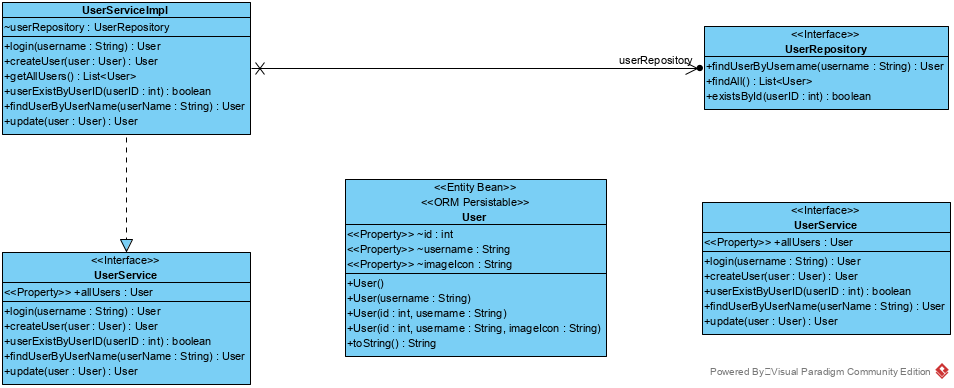 UserServiceImpl
~userRepository : UserRepository
+login(username : String) : User
+createUser(user : User) : User
+getAllUsers() : List<User>
+userExistByUserID(userID : int) : boolean
+findUserByUserName(userName : String) : User
+update(user : User) : User
userRepository
<<Interface>>
UserRepository
+findUserByUsername(username : String) : User
+findAll() : List<User>
+existsById(userID : int) : boolean
<<Interface>>
UserService
<<Property>> +allUsers : User
+login(username : String) : User
+createUser(user : User) : User
+userExistByUserID(userID : int) : boolean
+findUserByUserName(userName : String) : User
+update(user : User) : User
<<Entity Bean>>
<<ORM Persistable>>
User
<<Property>> ~id : int
<<Property>> ~username : String
<<Property>> ~imageIcon : String
+User()
+User(username : String)
+User(id : int, username : String)
+User(id : int, username : String, imageIcon : String)
+toString() : String
<<Interface>>
UserService
<<Property>> +allUsers : User
+login(username : String) : User
+createUser(user : User) : User
+userExistByUserID(userID : int) : boolean
+findUserByUserName(userName : String) : User
+update(user : User) : User
Powered By Visual Paradigm Community Edition